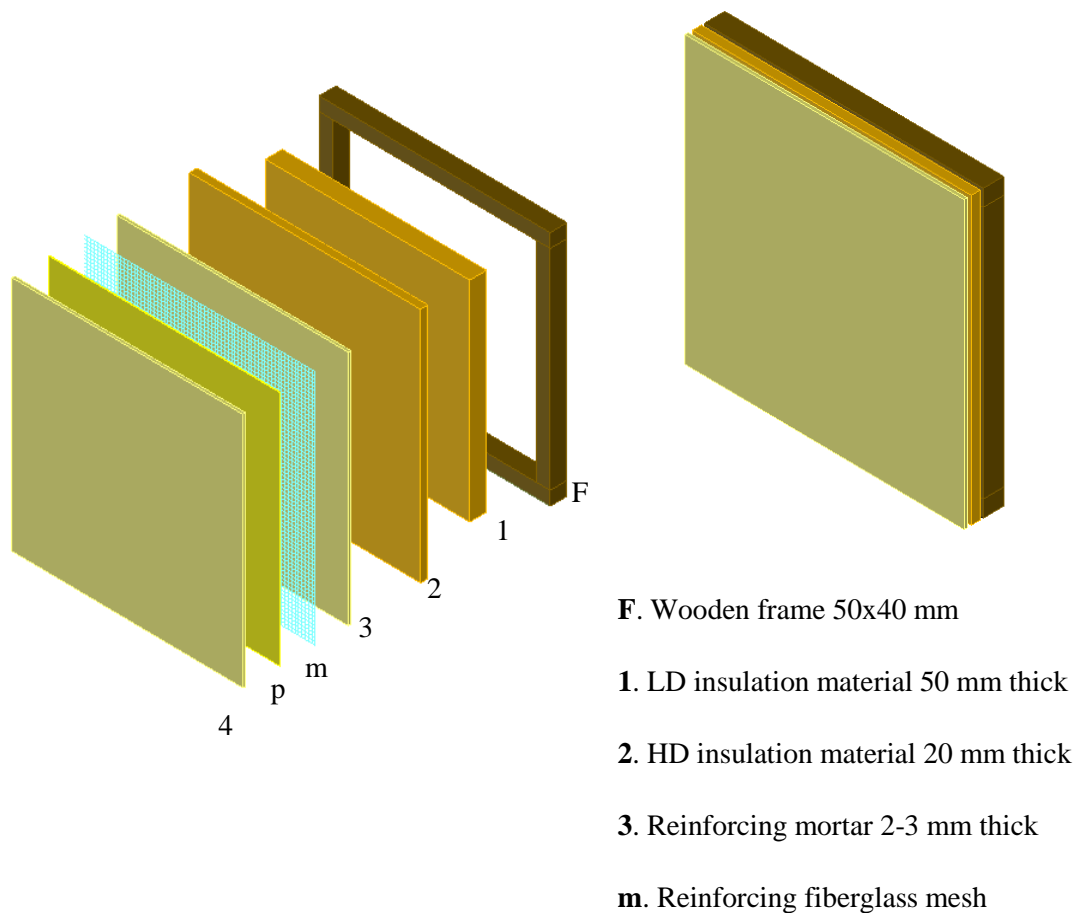 F
1
2
3
m
p
4
F. Wooden frame 50x40 mm
1. LD insulation material 50 mm thick
2. HD insulation material 20 mm thick
3. Reinforcing mortar 2-3 mm thick
m. Reinforcing fiberglass mesh